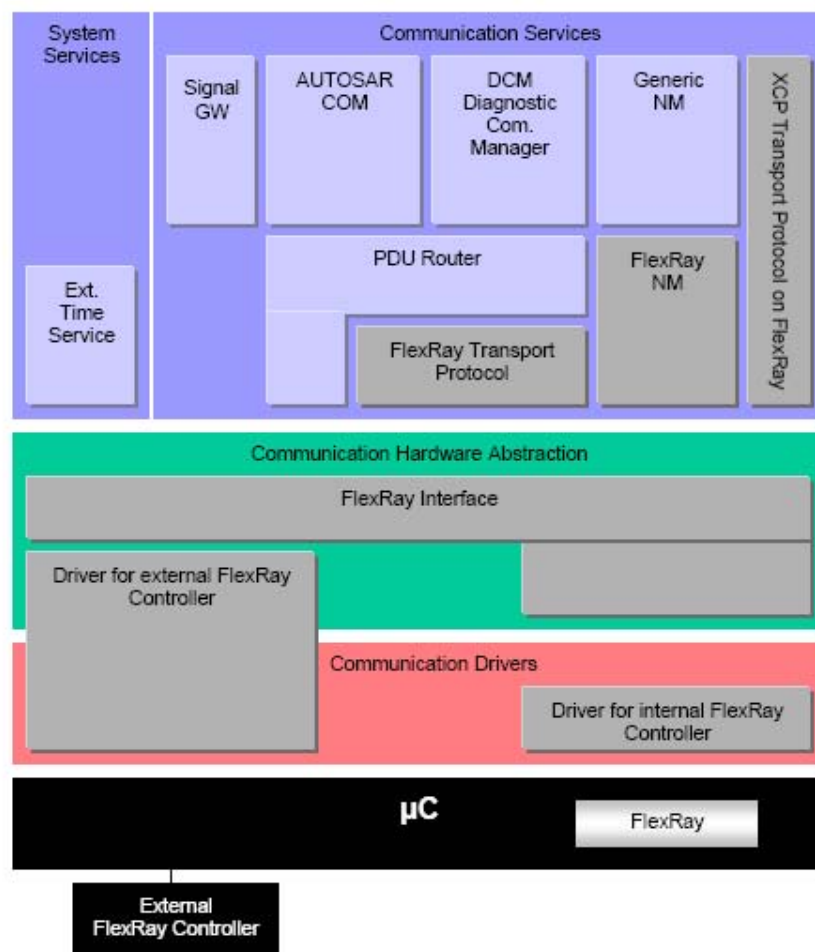 System
Services
Communication Services
Signal
GW
AUTOSAR
COM
DCM
Diagnostic
Com.
Manager
Generic
NM
XCP Transport Protocol on FlexRay
PDU Router
FlexRay
NM
Ext.
Time
Service
FlexRay Transport
Protocol
Communication Hardware Abstraction
FlexRay Interface
Driver for external FlexRay
Controller
Communication Drivers
Driver for internal FlexRay
Controller
µC
FlexRay
External
FlexRay Controller